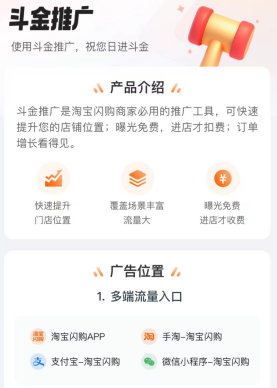 斗金推广
使用斗金推广，祝您日进斗金
产品介绍
斗金推广是淘宝闪购商家必用的推广工具，可快速
提升您的店铺位置；曝光免费，进店才扣费；订单
增长看得见。
快速提升
门店位置
覆盖场景丰富
流量大
曝光免费
进店才收费
广告位置
1. 多端流量入口
淘宝闪购 淘宝闪购APP
淘 手淘-淘宝闪购
支 支付宝-淘宝闪购
微信小程序-淘宝闪购